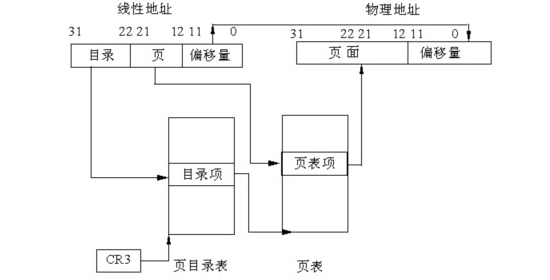 线性地址 物理地址
31 22 21 12 11 0 31 22 21 12 11 0
目录 页 偏移量 页面 偏移量
目录项 页表项
CR3 页目录表 页表